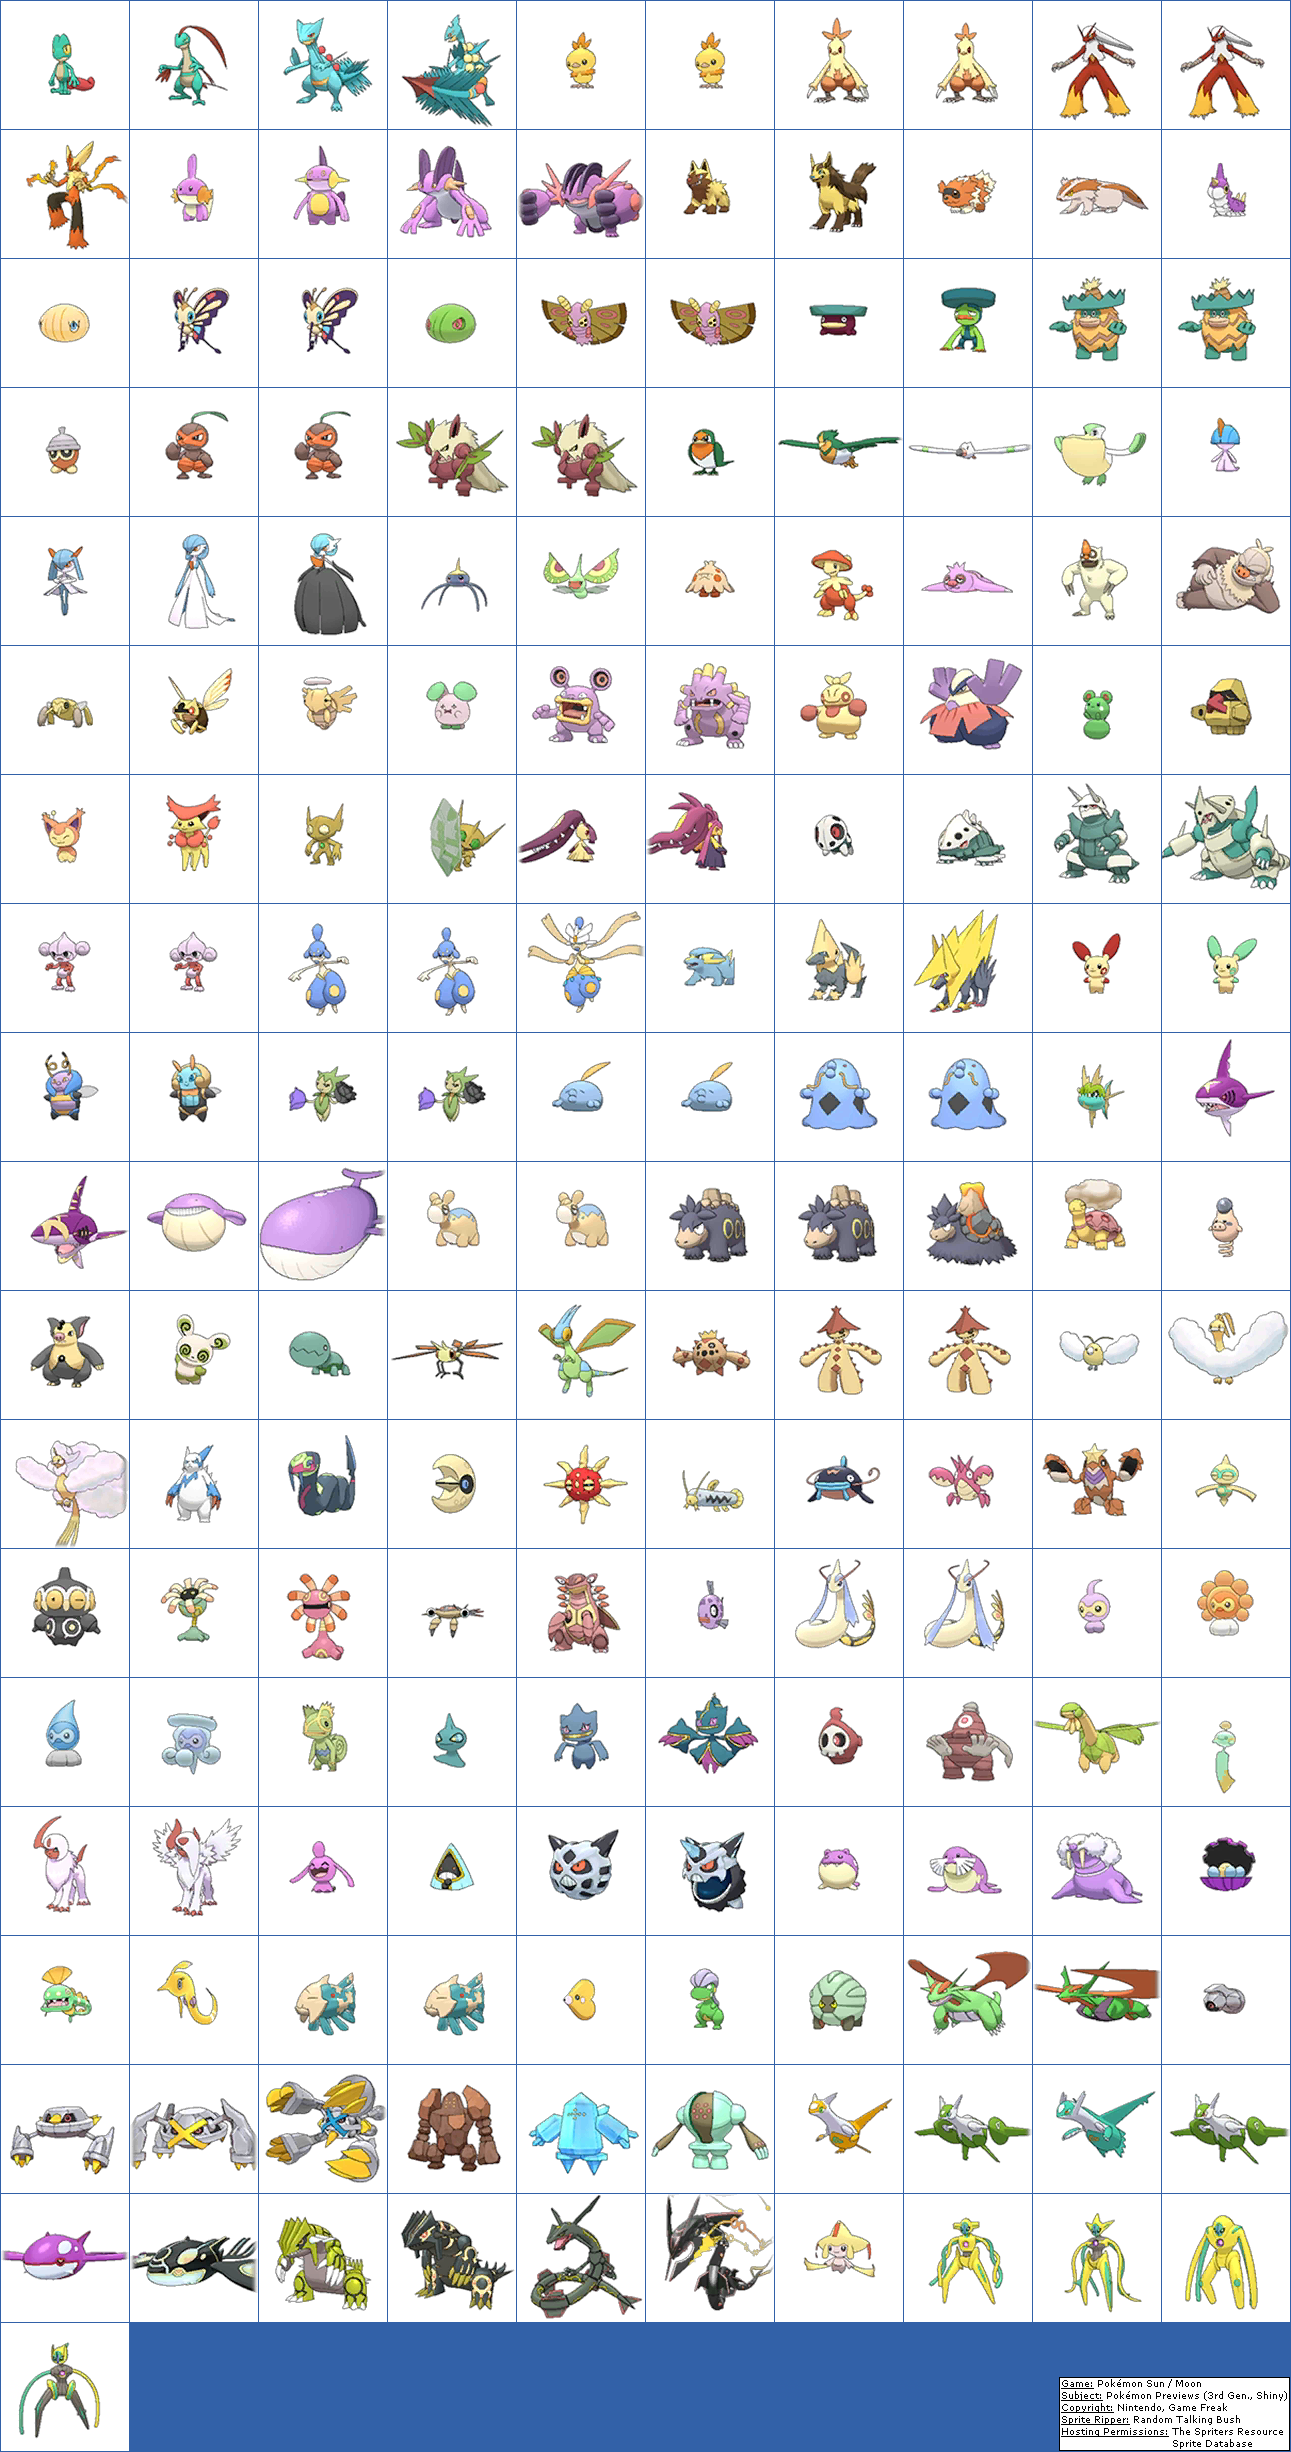 Game: Pokémon Sun / Moon
Subject: Pokémon Previews (3rd Gen., Shiny)
Copyright: Nintendo, Game Freak
Sprite Ripper: Random Talking Bush
Hosting Permissions: The Spriters Resource
Sprite Database